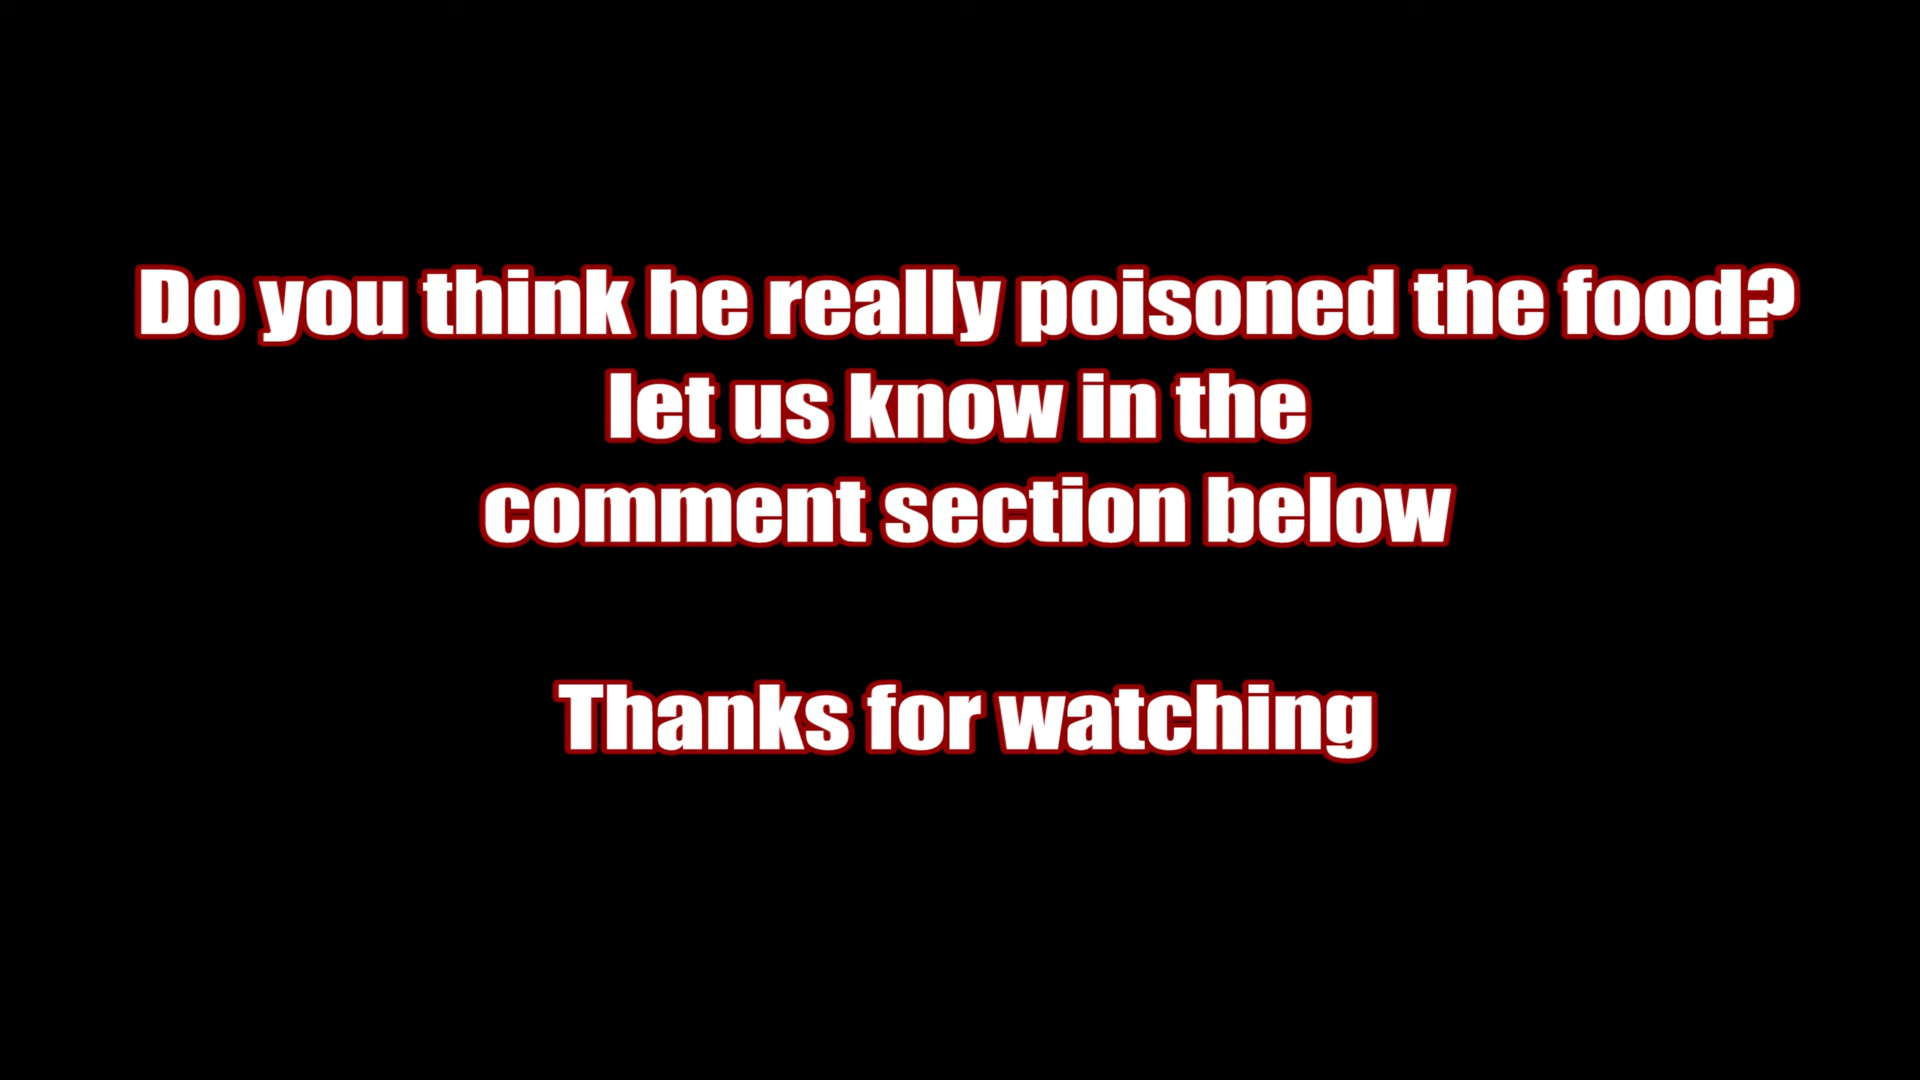 Do you think he really poisoned the food?
let us know in the
comment section below
Thanks for watching